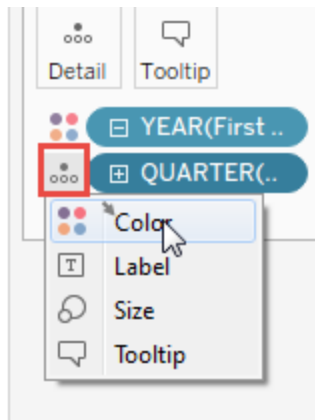 Detail Tooltip
YEAR(First ..
QUARTER(..
Color
T Label
Size
Tooltip